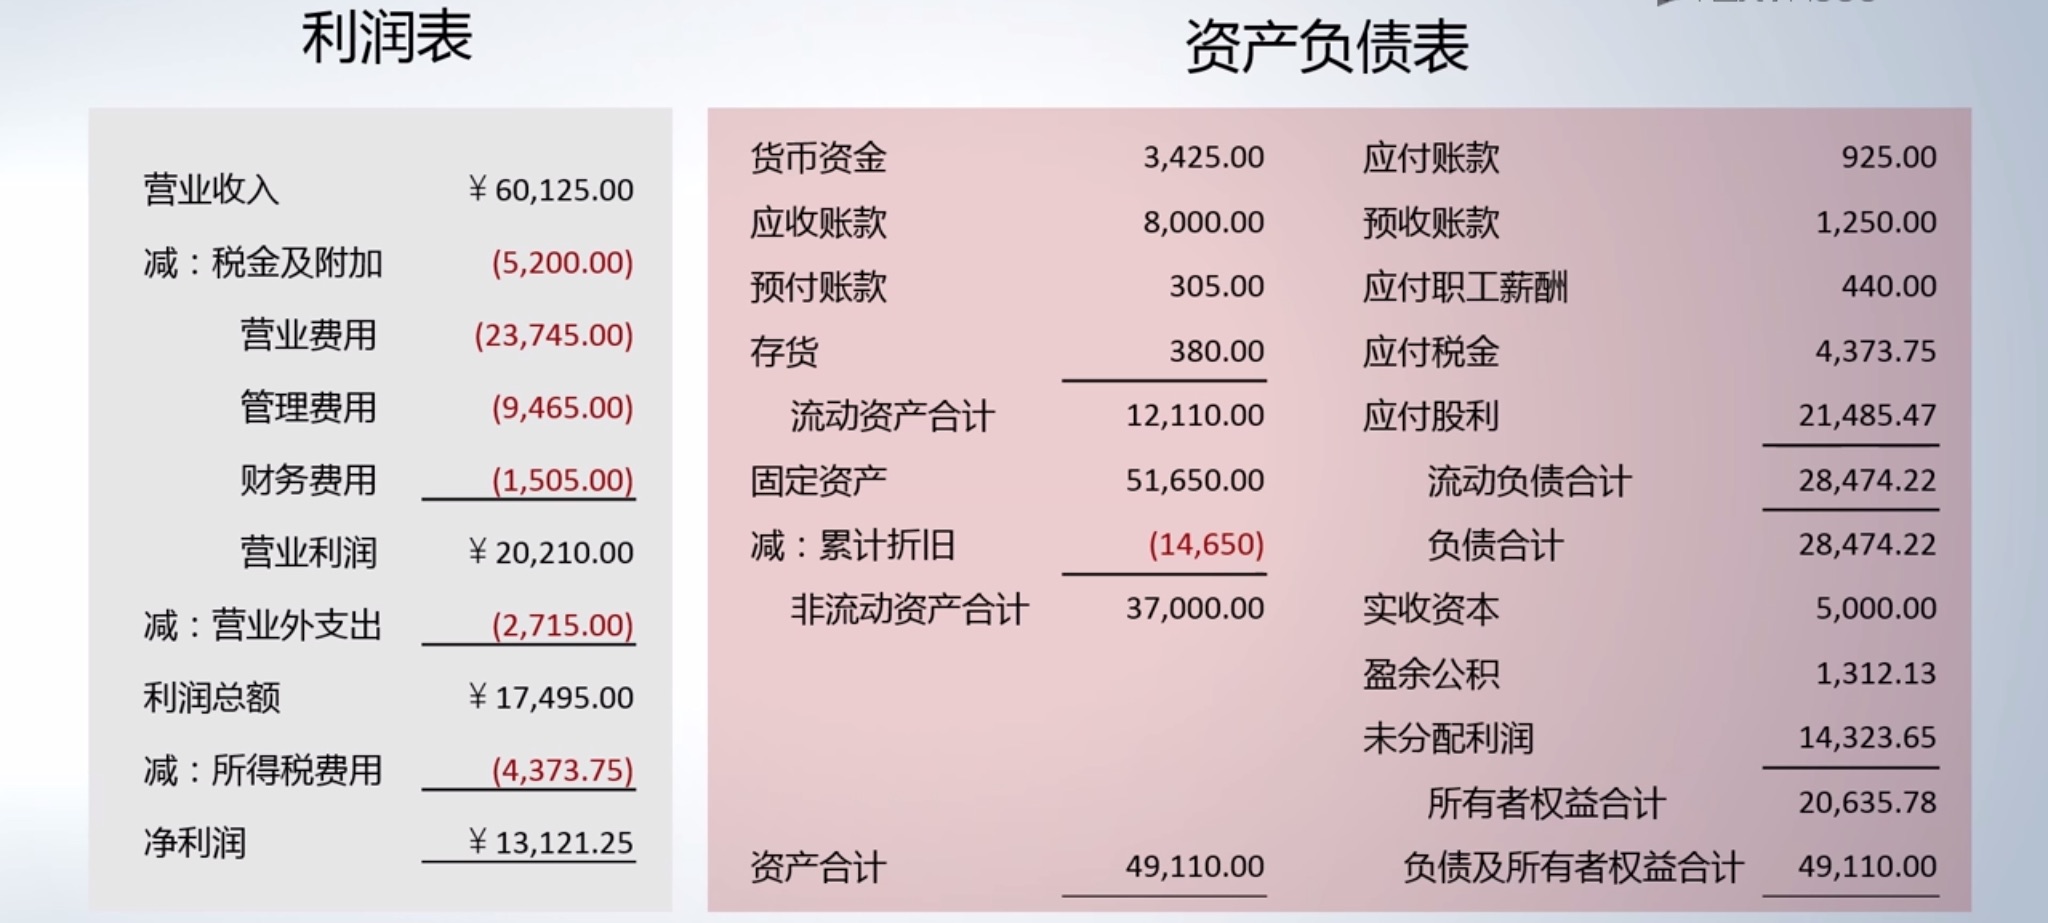 利润表
营业收入 ¥ 60,125.00
减：税金及附加 (5,200.00)
营业费用 (23,745.00)
管理费用 (9,465.00)
财务费用 (1,505.00)
营业利润 ¥ 20,210.00
减：营业外支出 (2,715.00)
利润总额 ¥ 17,495.00
减：所得税费用 (4,373.75)
净利润 ¥ 13,121.25
资产负债表
货币资金 3,425.00 应付账款 925.00
应收账款 8,000.00 预收账款 1,250.00
预付账款 305.00 应付职工薪酬 440.00
存货 380.00 应付税金 4,373.75
流动资产合计 12,110.00 应付股利 21,485.47
固定资产 51,650.00 流动负债合计 28,474.22
减：累计折旧 (14,650) 负债合计 28,474.22
非流动资产合计 37,000.00 实收资本 5,000.00
盈余公积 1,312.13
未分配利润 14,323.65
所有者权益合计 20,635.78
资产合计 49,110.00 负债及所有者权益合计 49,110.00